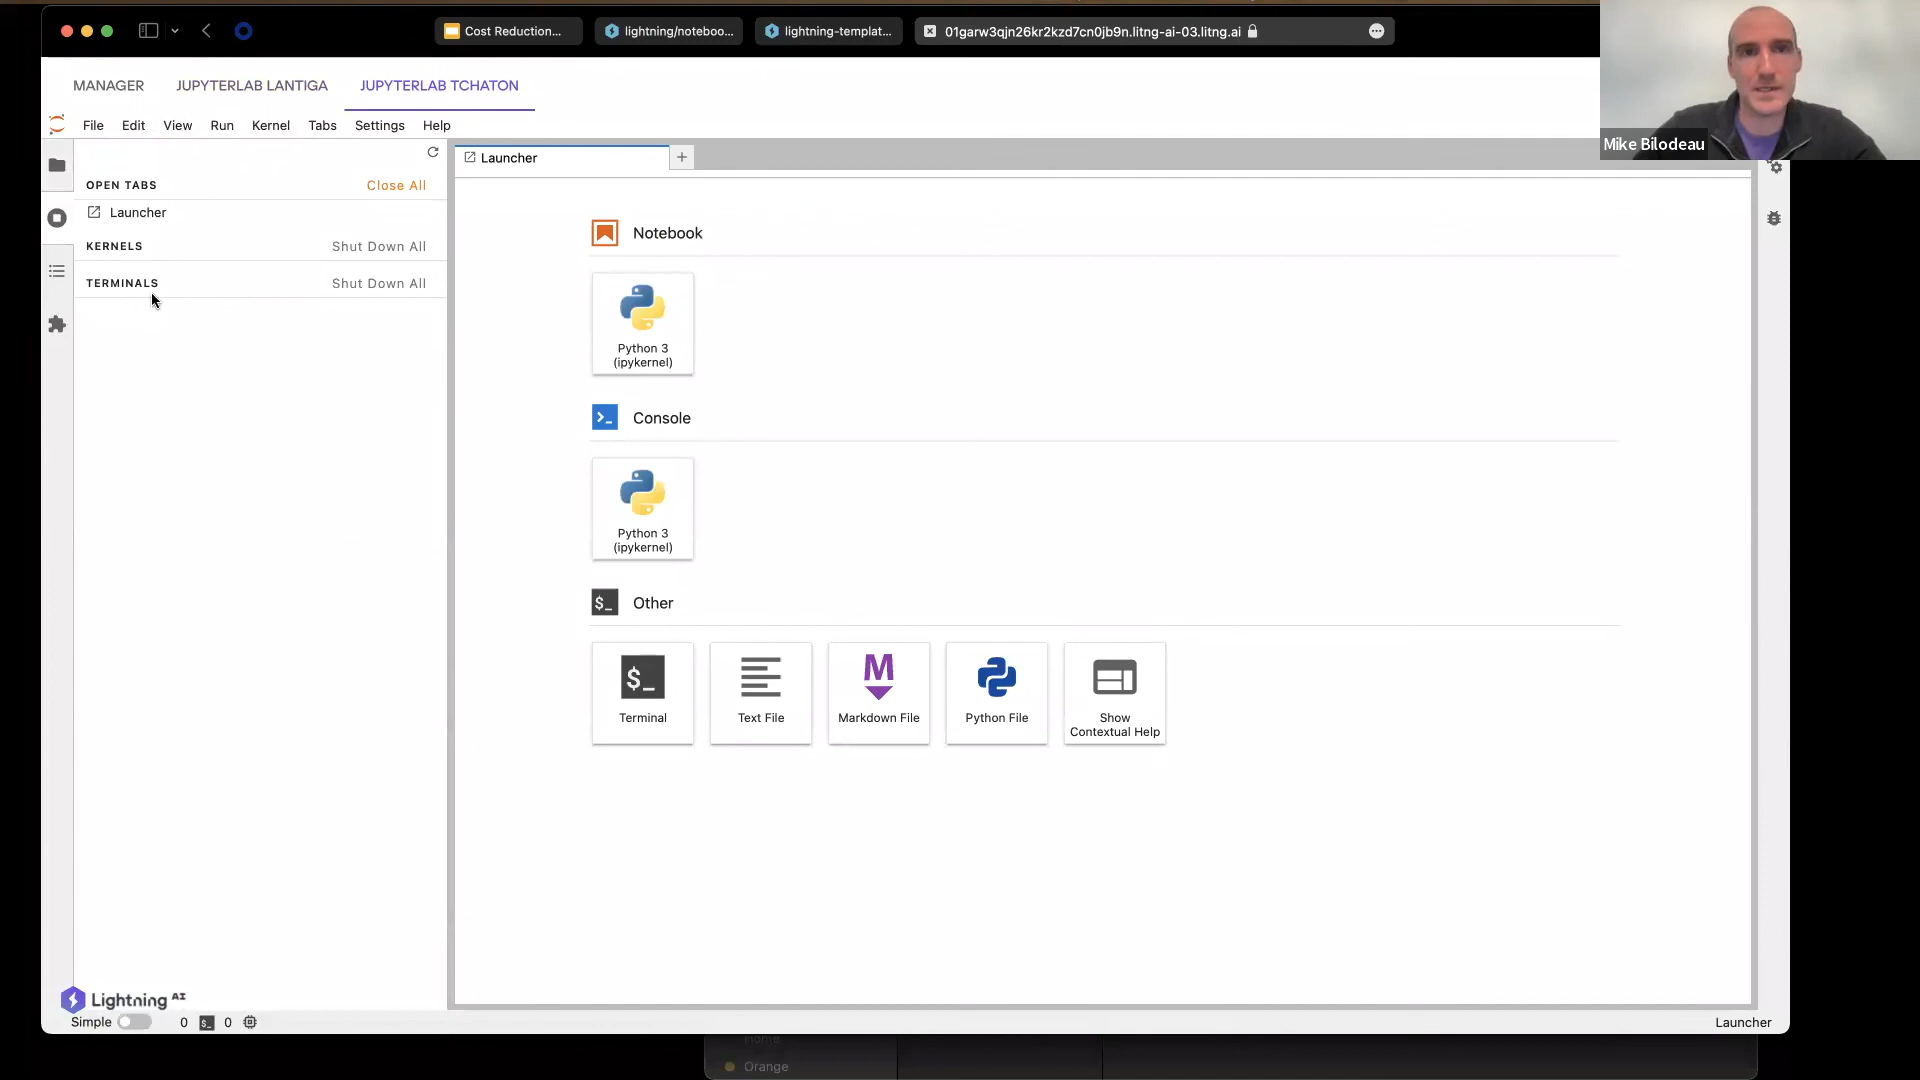 Cost Reduction...
lightning/noteboo...
lightning-templat...
01garw3qjn26kr2kzd7cn0jb9n.litng-ai-03.litng.ai
MANAGER
JUPYTERLAB LANTIGA
JUPYTERLAB TCHATON
Mike Bilodeau
File
Edit
View
Run
Kernel
Tabs
Settings
Help
Launcher
OPEN TABS
Close All
Launcher
KERNELS
Shut Down All
TERMINALS
Shut Down All
Notebook
Python 3
(ipykernel)
Console
Python 3
(ipykernel)
$_ Other
$_
Terminal
Text File
M
Markdown File
Python File
Show
Contextual Help
Lightning AI
Simple
0
$_
0
Launcher
Home
Orange